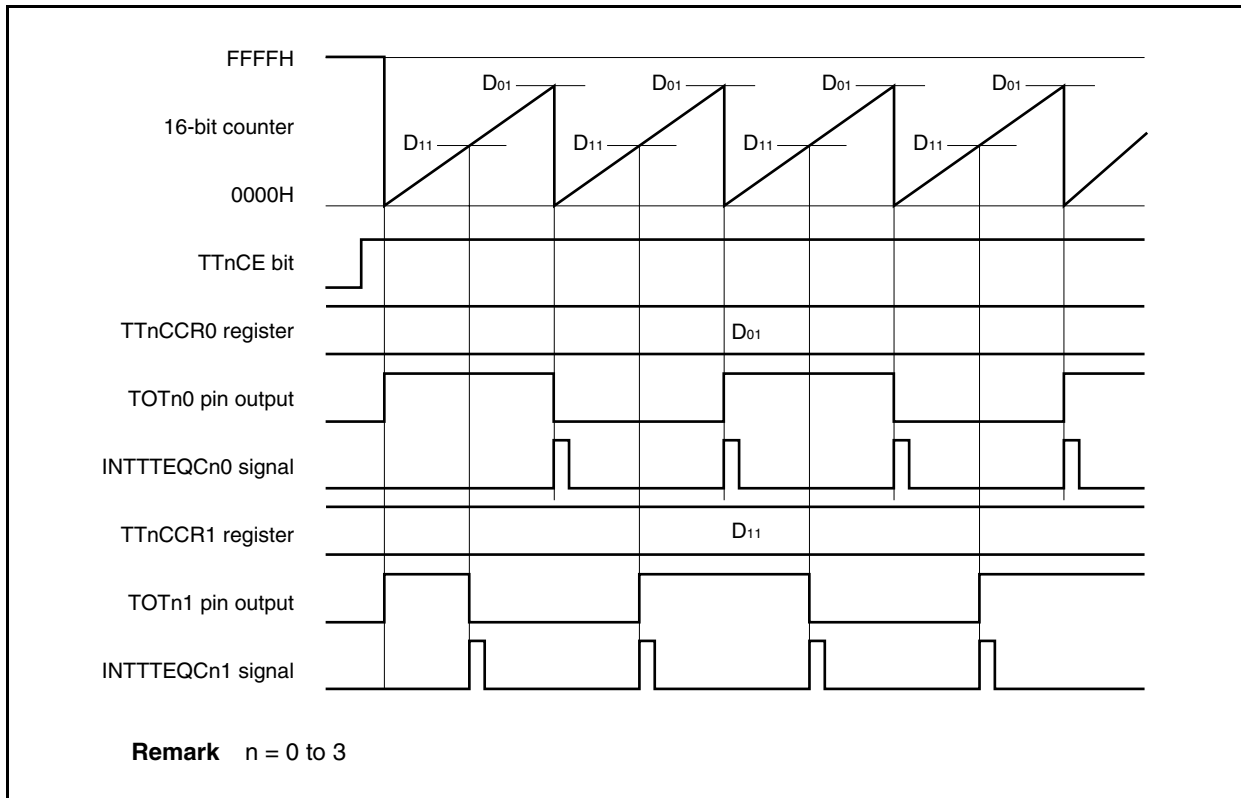 FFFFH
D01 D01 D01 D01
16-bit counter
D11 D11 D11 D11
0000H
TTnCE bit
TTnCCR0 register D01
TOTn0 pin output
INTTTEQCn0 signal
TTnCCR1 register D11
TOTn1 pin output
INTTTEQCn1 signal
Remark n = 0 to 3